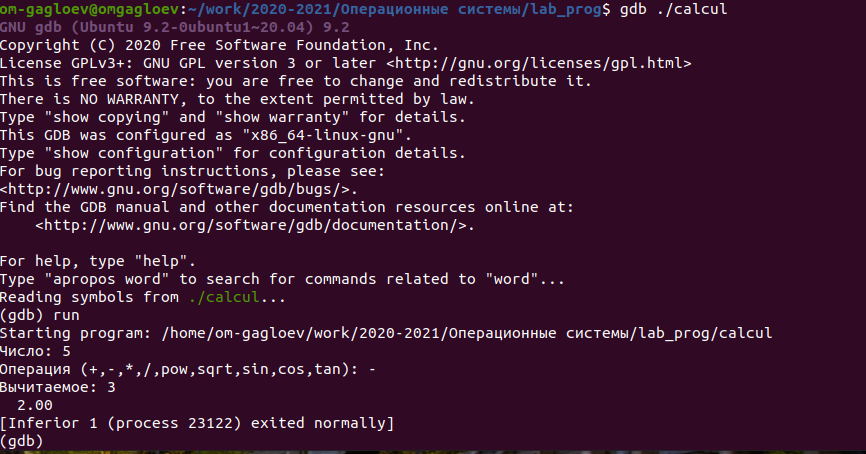 om-gagloev@omgagloev:~/work/2020-2021/Операционные системы/lab_prog$ gdb ./calcul
GNU gdb (Ubuntu 9.2-0ubuntu1~20.04) 9.2
Copyright (C) 2020 Free Software Foundation, Inc.
License GPLv3+: GNU GPL version 3 or later <http://gnu.org/licenses/gpl.html>
This is free software: you are free to change and redistribute it.
There is NO WARRANTY, to the extent permitted by law.
Type "show copying" and "show warranty" for details.
This GDB was configured as "x86_64-linux-gnu".
Type "show configuration" for configuration details.
For bug reporting instructions, please see:
<http://www.gnu.org/software/gdb/bugs/>.
Find the GDB manual and other documentation resources online at:
    <http://www.gnu.org/software/gdb/documentation/>.

For help, type "help".
Type "apropos word" to search for commands related to "word"...
Reading symbols from ./calcul...
(gdb) run
Starting program: /home/om-gagloev/work/2020-2021/Операционные системы/lab_prog/calcul
Число: 5
Операция (+,-,*,/,pow,sqrt,sin,cos,tan): -
Вычитаемое: 3
  2.00
[Inferior 1 (process 23122) exited normally]
(gdb)